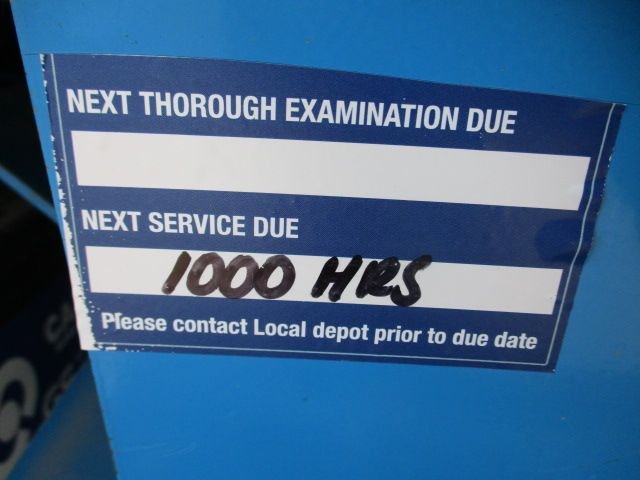 NEXT THOROUGH EXAMINATION DUE
NEXT SERVICE DUE
1000 HRS
Please contact Local depot prior to due date